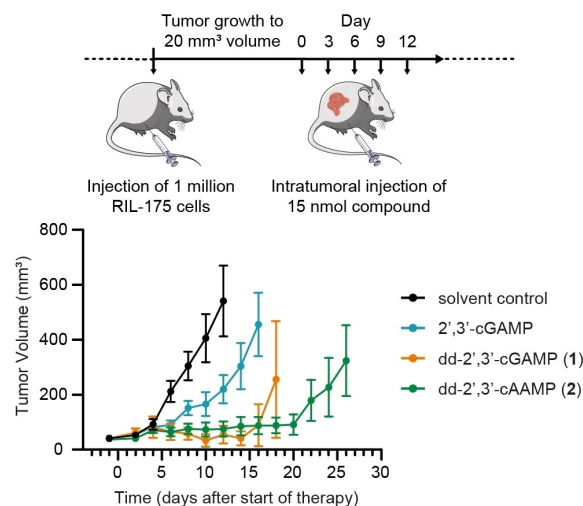 Tumor growth to
20 mm³ volume
Day
0 3 6 9 12
Injection of 1 million
RIL-175 cells
Intratumoral injection of
15 nmol compound
Tumor Volume (mm³)
800
600
400
200
0
0 5 10 15 20 25 30
Time (days after start of therapy)
solvent control
2',3'-cGAMP
dd-2',3'-cGAMP (1)
dd-2',3'-cAAMP (2)